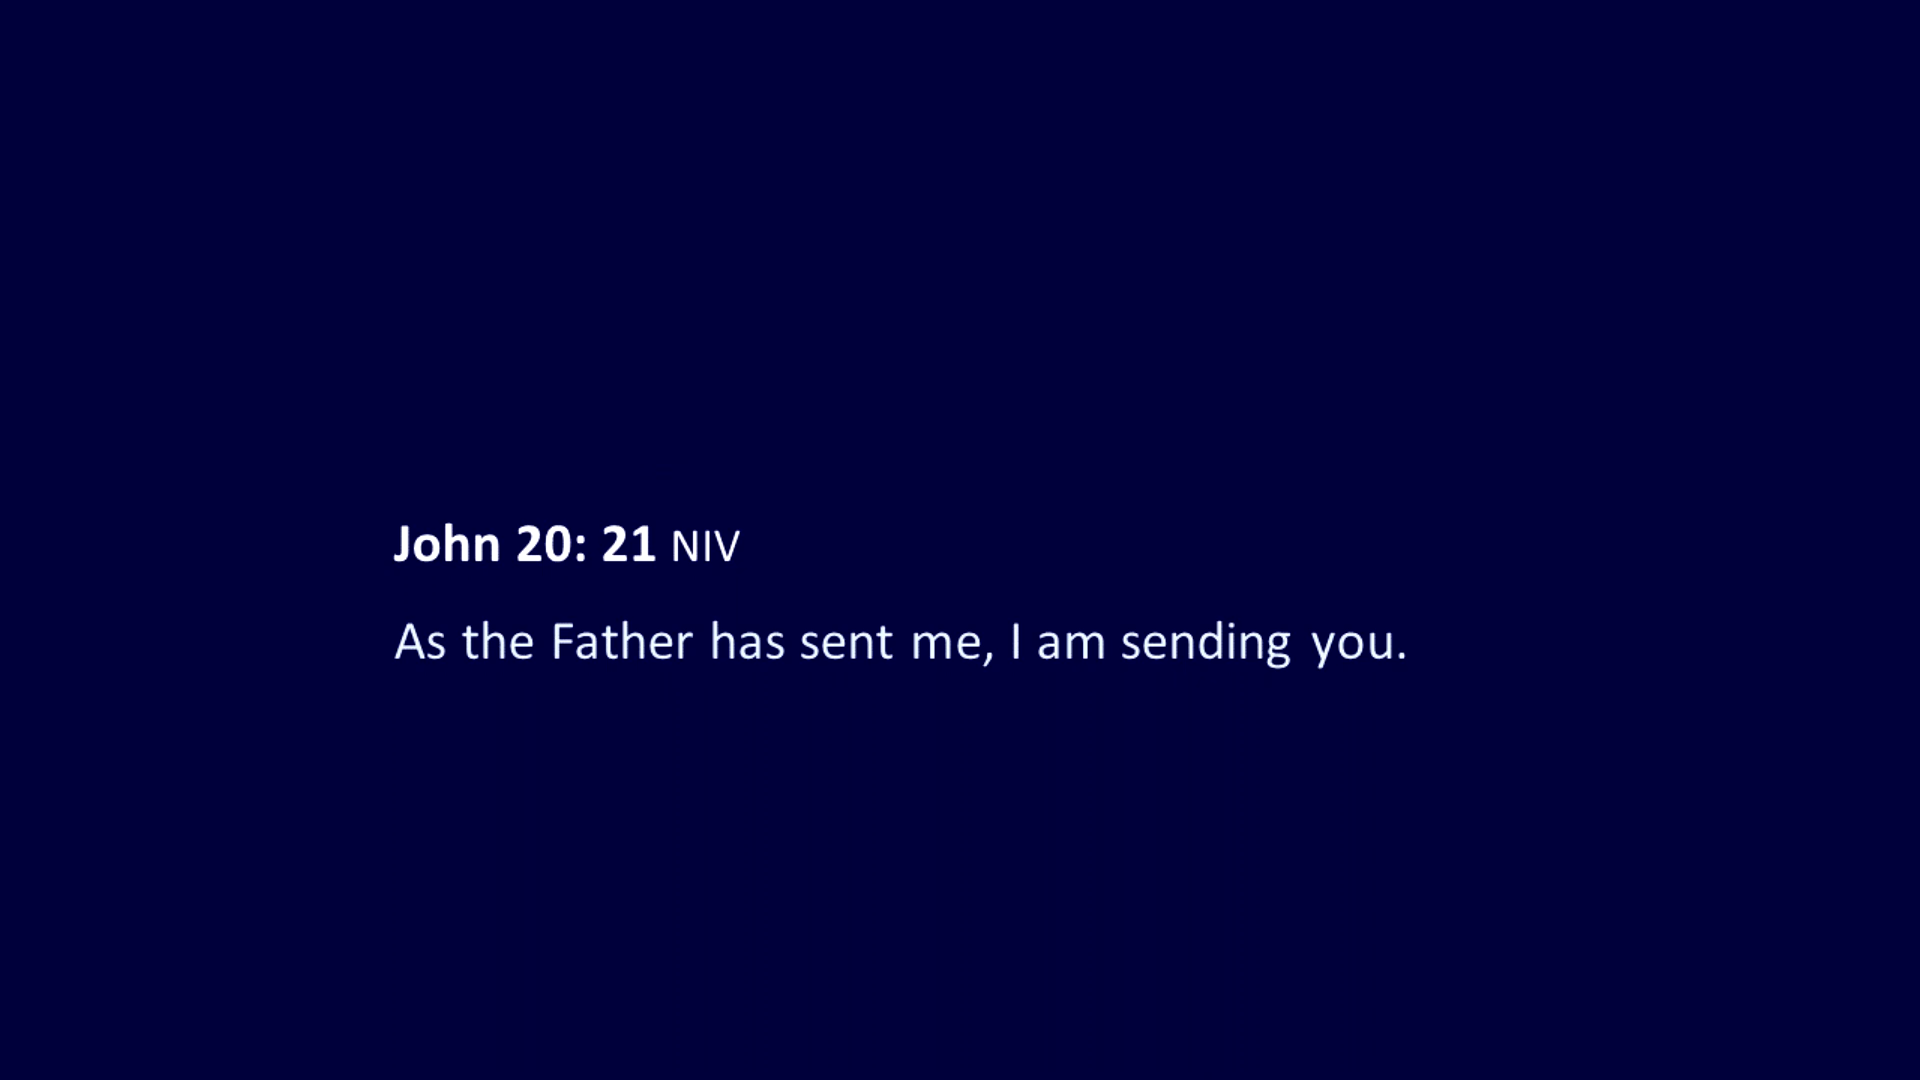 John 20: 21 NIV
As the Father has sent me, I am sending you.